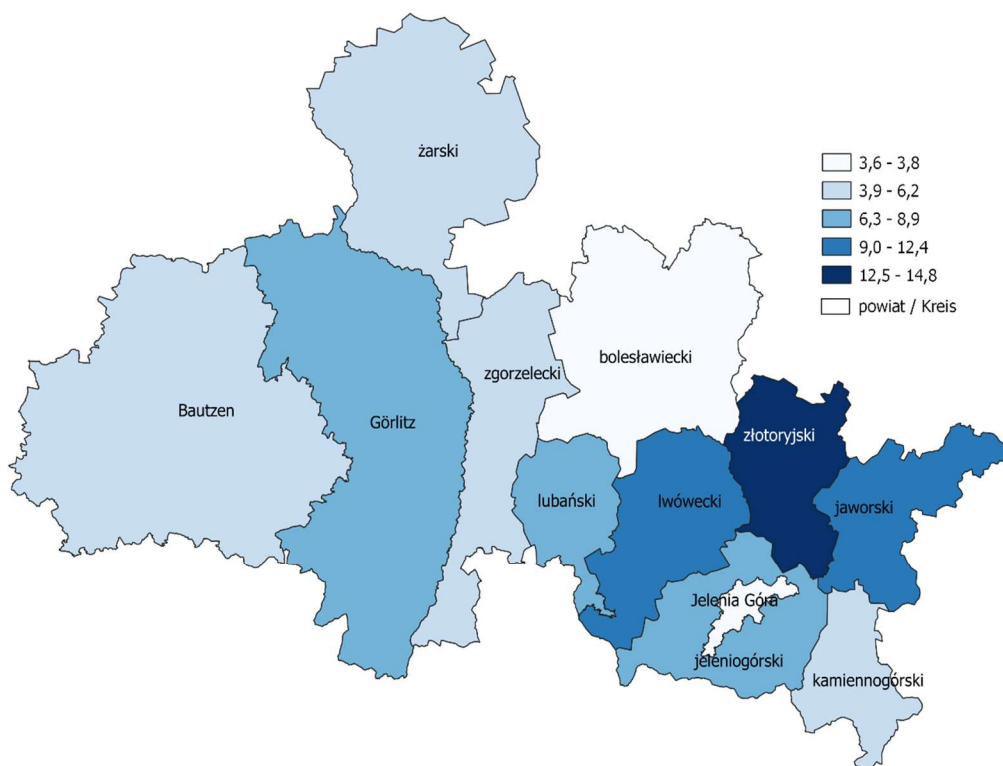 żarski
3,6 - 3,8
3,9 - 6,2
6,3 - 8,9
9,0 - 12,4
12,5 - 14,8
powiat / Kreis
bolesławiecki
zgorzelecki
Bautzen
Görlitz
złotoryjski
lubański
lwówecki
jaworski
Jelenia Góra
jeleniogórski
kamiennogórski